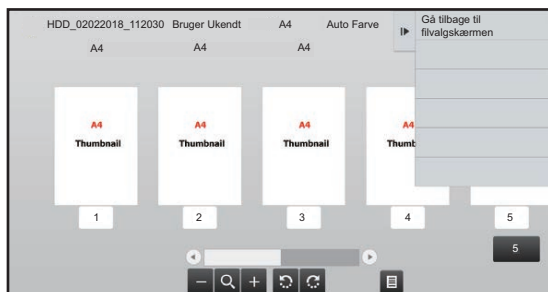 HDD_02022018_112030 Bruger Ukendt A4 Auto Farve
Gå tilbage til
filvalgskærmen
A4 A4 A4
A4 A4 A4 A4
Thumbnail Thumbnail Thumbnail Thumb
1 2 3 4 5
5